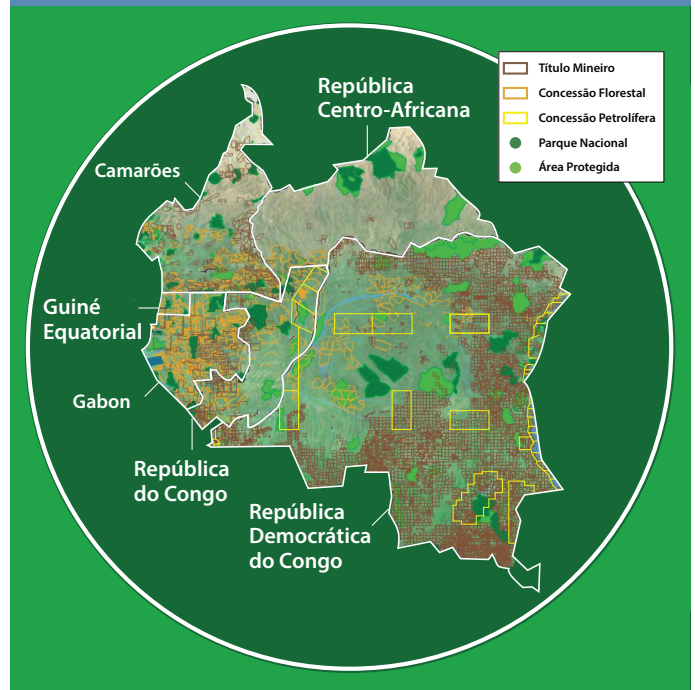 República
Centro-Africana
Título Mineiro
Concessão Florestal
Concessão Petrolífera
Parque Nacional
Área Protegida
Camarões
Guiné
Equatorial
Gabon
República
do Congo
República
Democrática
do Congo